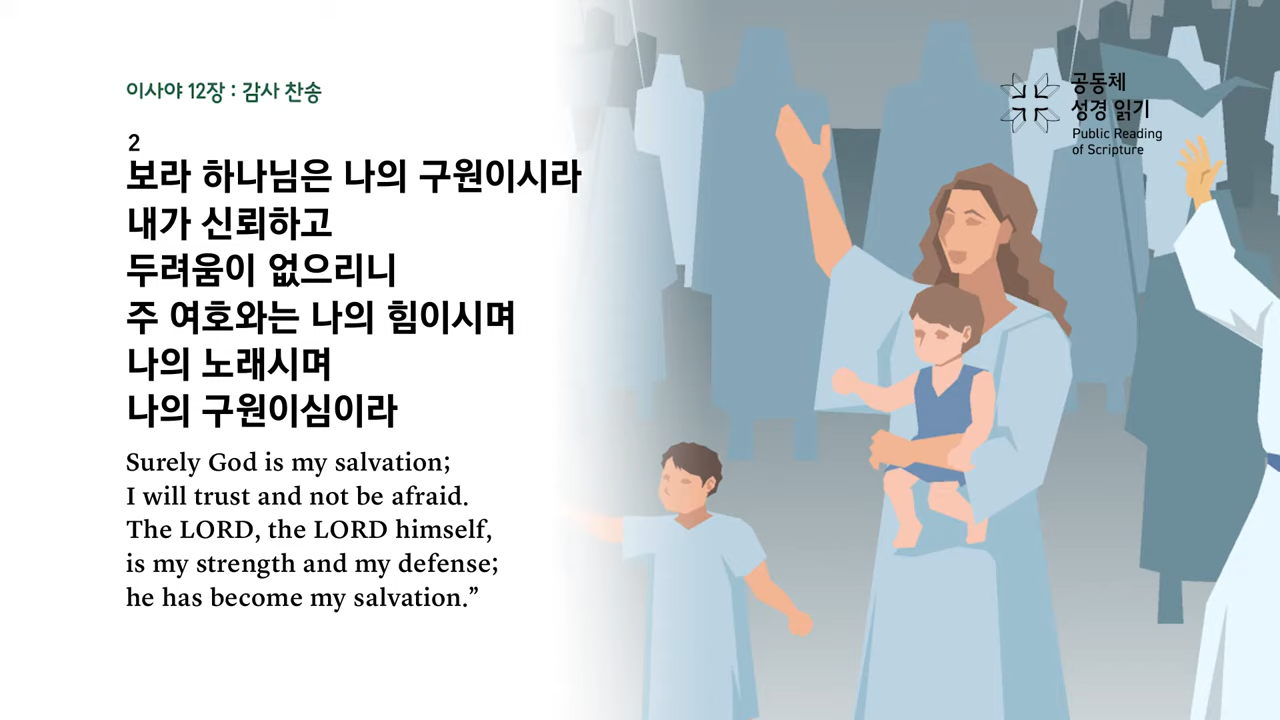 이사야 12장 : 감사 찬송
2
보라 하나님은 나의 구원이시라
내가 신뢰하고
두려움이 없으리니
주 여호와는 나의 힘이시며
나의 노래시며
나의 구원이심이라
Surely God is my salvation;
I will trust and not be afraid.
The LORD, the LORD himself,
is my strength and my defense;
he has become my salvation.”
공동체
성경 읽기
Public Reading
of Scripture